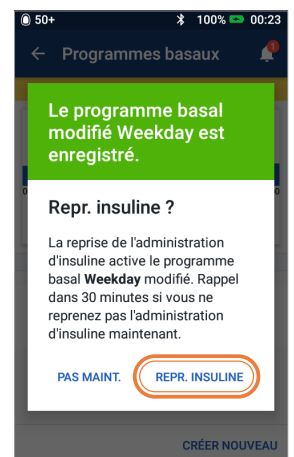 50+ 100% 00:23
Programmes basaux
1
Le programme basal
modifié Weekday est
enregistré.
Repr. insuline ?
La reprise de l'administration
d'insuline active le programme
basal Weekday modifié. Rappel
dans 30 minutes si vous ne
reprenez pas l'administration
d'insuline maintenant.
PAS MAINT. REPR. INSULINE
CRÉER NOUVEAU